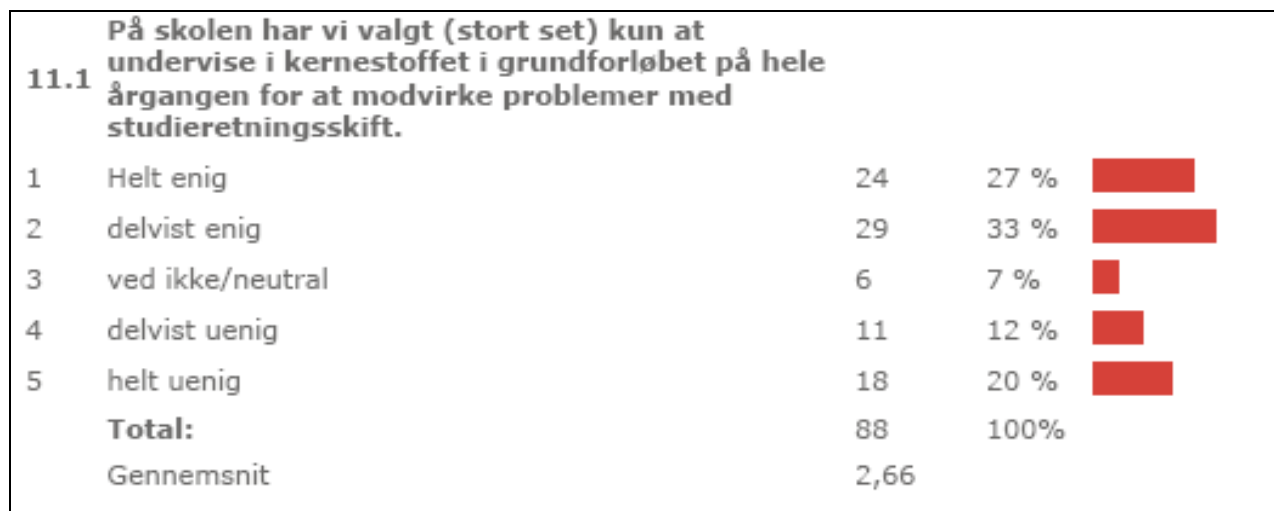 På skolen har vi valgt (stort set) kun at
undervise i kernestoffet i grundforløbet på hele
11.1 årgangen for at modvirke problemer med
studieretningsskift.
1 Helt enig 24 27 %
2 delvist enig 29 33 %
3 ved ikke/neutral 6 7 %
4 delvist uenig 11 12 %
5 helt uenig 18 20 %
Total: 88 100%
Gennemsnit 2,66